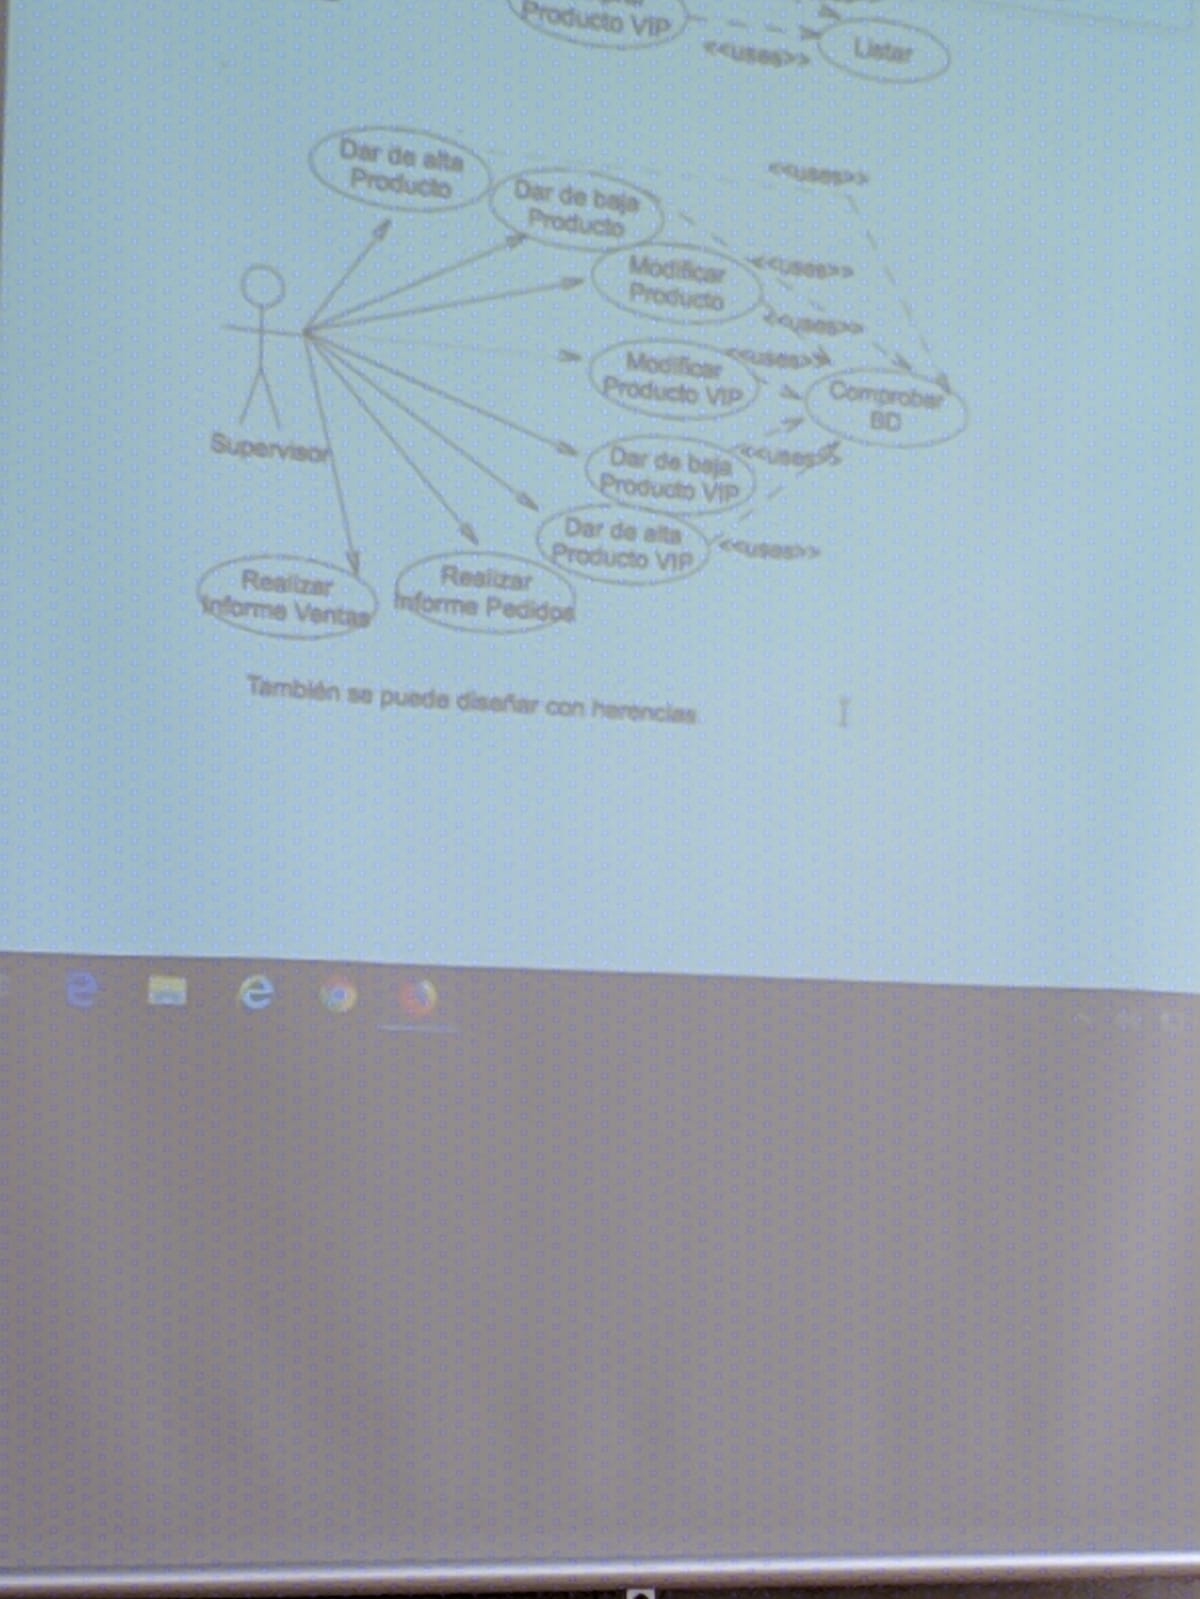 Producto VIP
<<uses>>
Listar
Dar de alta
Producto
<<uses>>
Dar de baja
Producto
Modificar
Producto
<<uses>>
<<uses>>
Modificar
Producto VIP
<<uses>>
Comprobar
BD
Dar de baja
Producto VIP
<<uses>>
Supervisor
Dar de alta
Producto VIP
<<uses>>
Realizar
Informe Ventas
Realizar
Informe Pedidos
También se puede diseñar con herencias